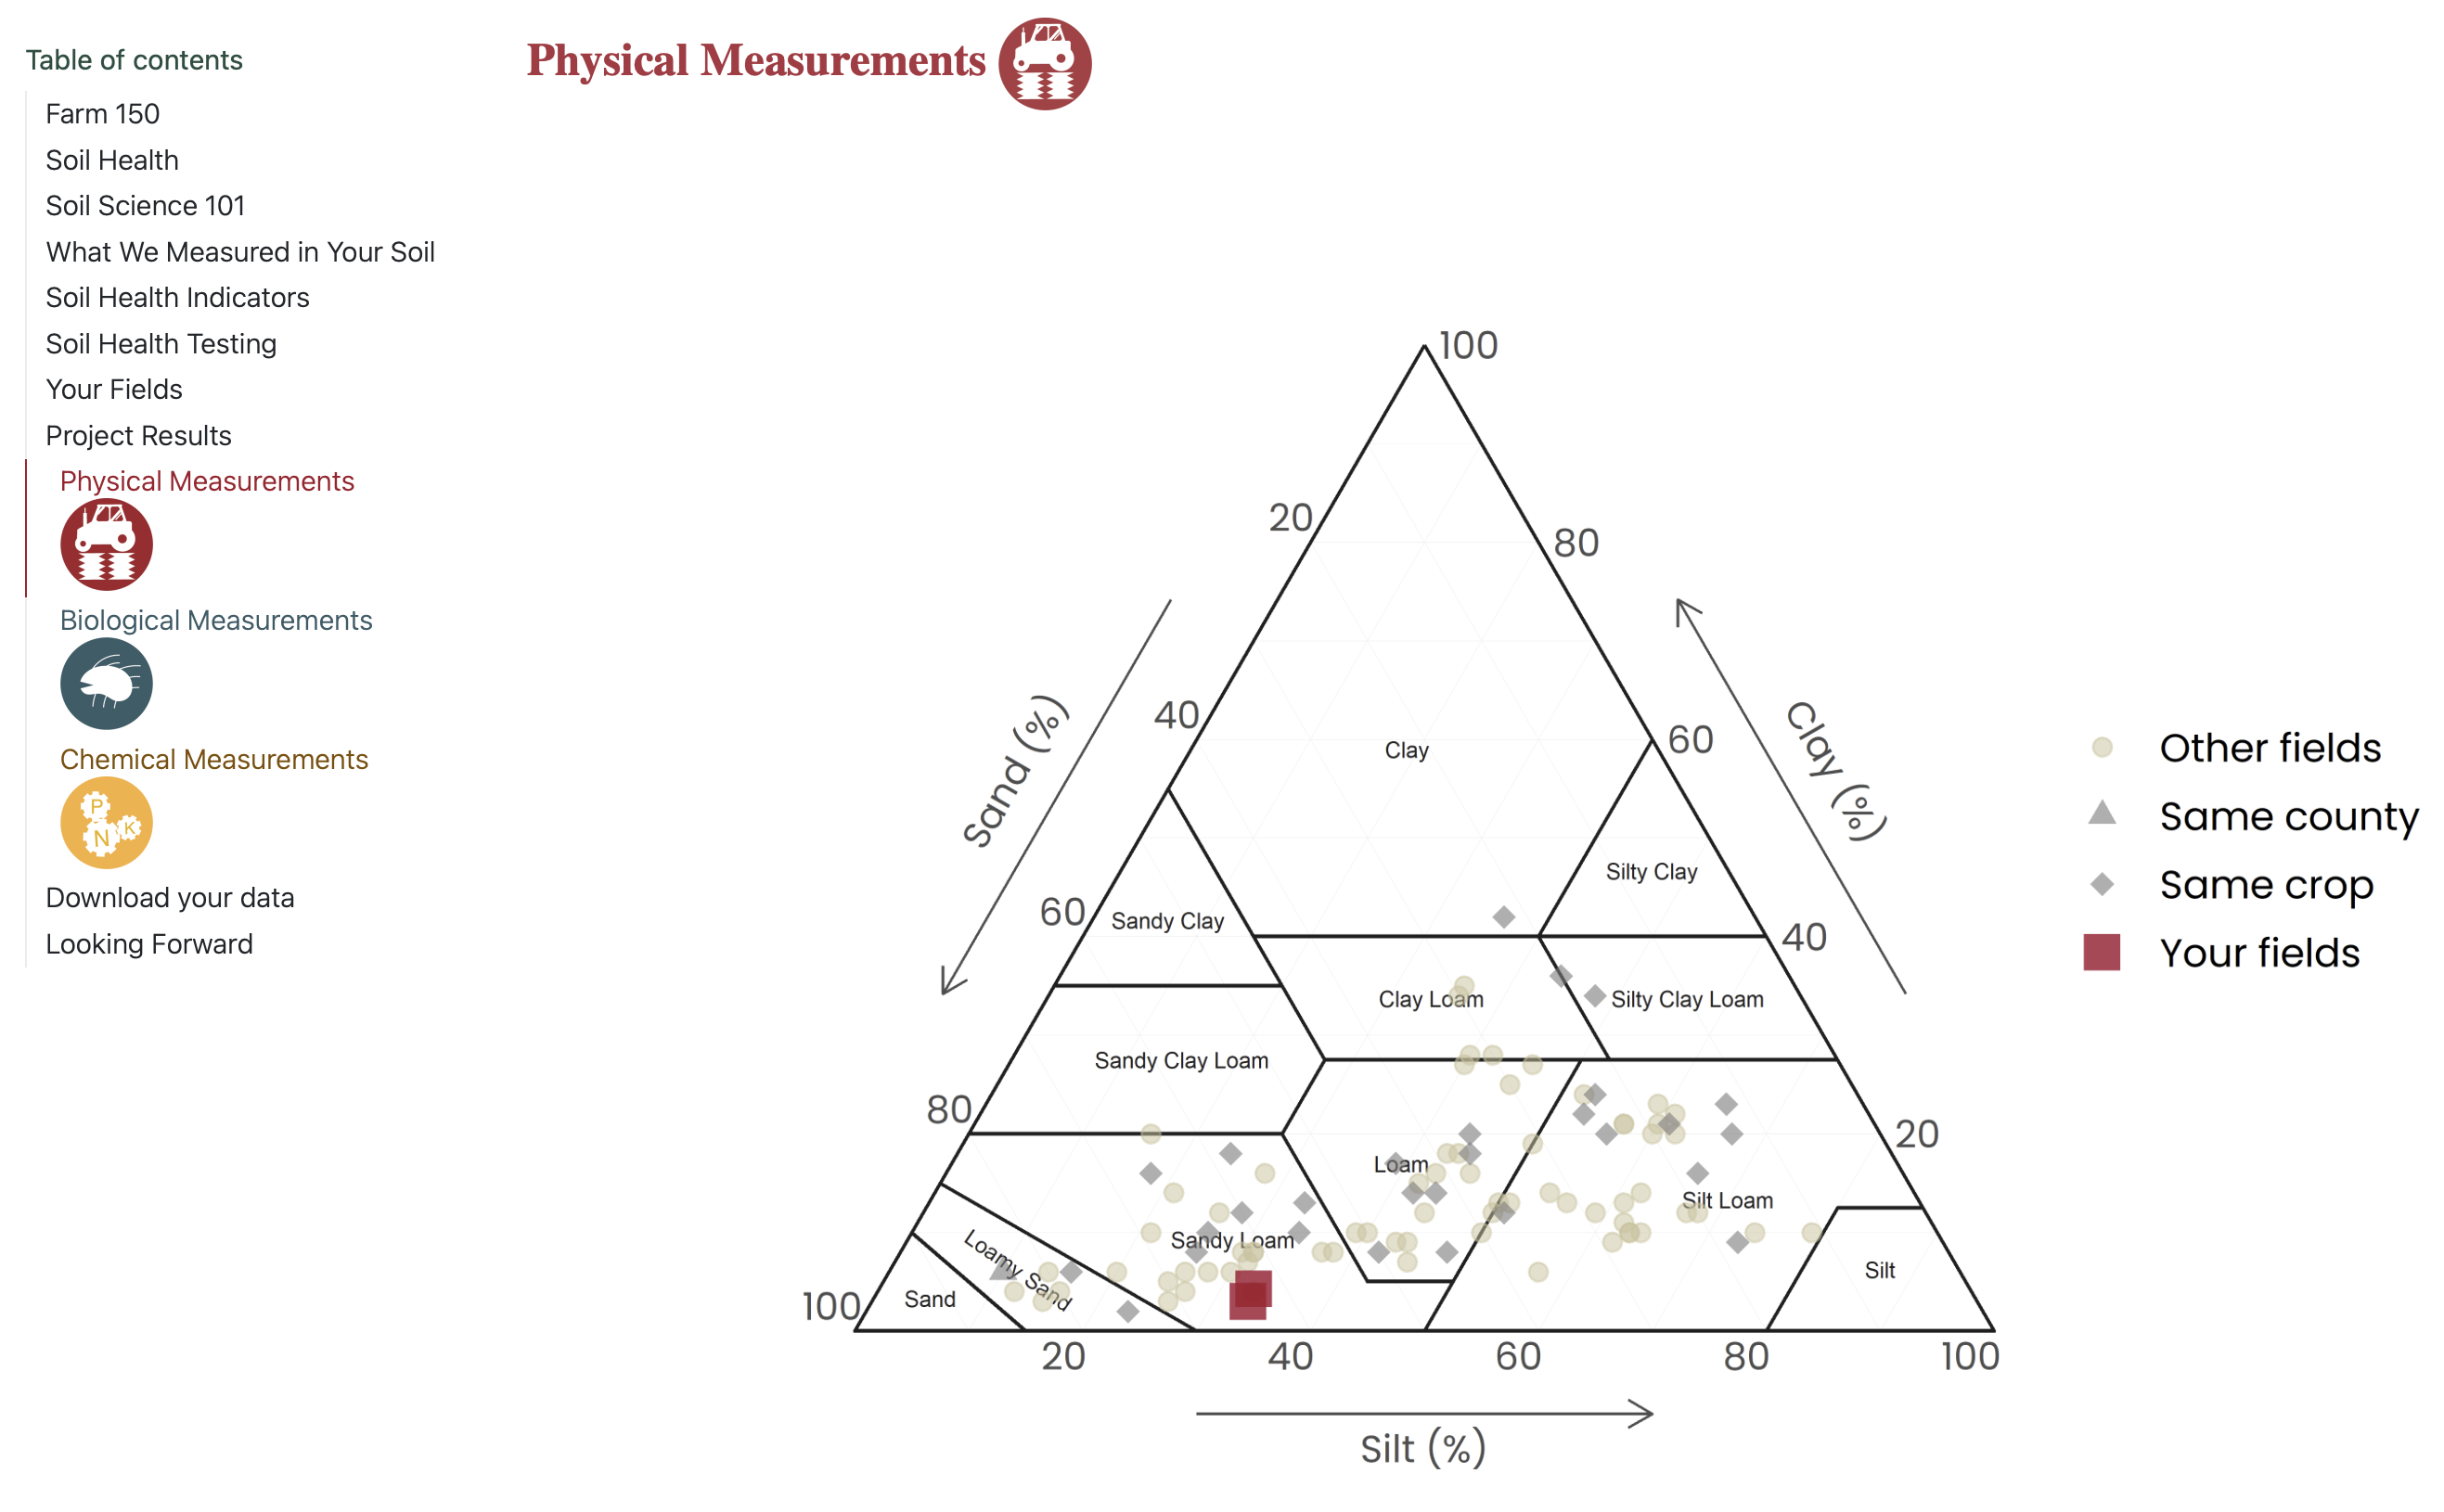 Table of contents
Farm 150
Soil Health
Soil Science 101
What We Measured in Your Soil
Soil Health Indicators
Soil Health Testing
Your Fields
Project Results
Physical Measurements
Biological Measurements
Chemical Measurements
P
N
K
Download your data
Looking Forward
Physical Measurements
100
20
80
40
60
Clay
Sand (%)
Clay (%)
Silty Clay
60
Sandy Clay
40
Clay Loam
Silty Clay Loam
Sandy Clay Loam
80
20
Loam
Silt Loam
Sandy Loam
Loamy Sand
Silt
Sand
100
20
40
60
80
100
Silt (%)
Other fields
Same county
Same crop
Your fields